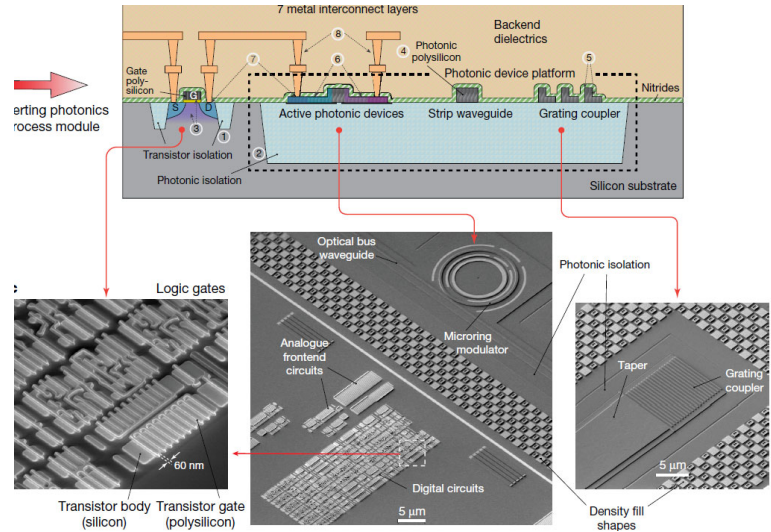 7 metal interconnect layers
Backend
dielectrics
8
4
Photonic
polysilicon
5
Gate
poly-
silicon
7
6
Photonic device platform
Nitrides
G
S
D
erting photonics
rocess module
3
1
Active photonic devices
Strip waveguide
Grating coupler
Transistor isolation
2
Photonic isolation
Silicon substrate
Optical bus
waveguide
Photonic isolation
c
Logic gates
Microring
modulator
Analogue
frontend
circuits
Taper
Grating
coupler
60 nm
Digital circuits
5 μm
5 μm
Transistor body
(silicon)
Transistor gate
(polysilicon)
Density fill
shapes